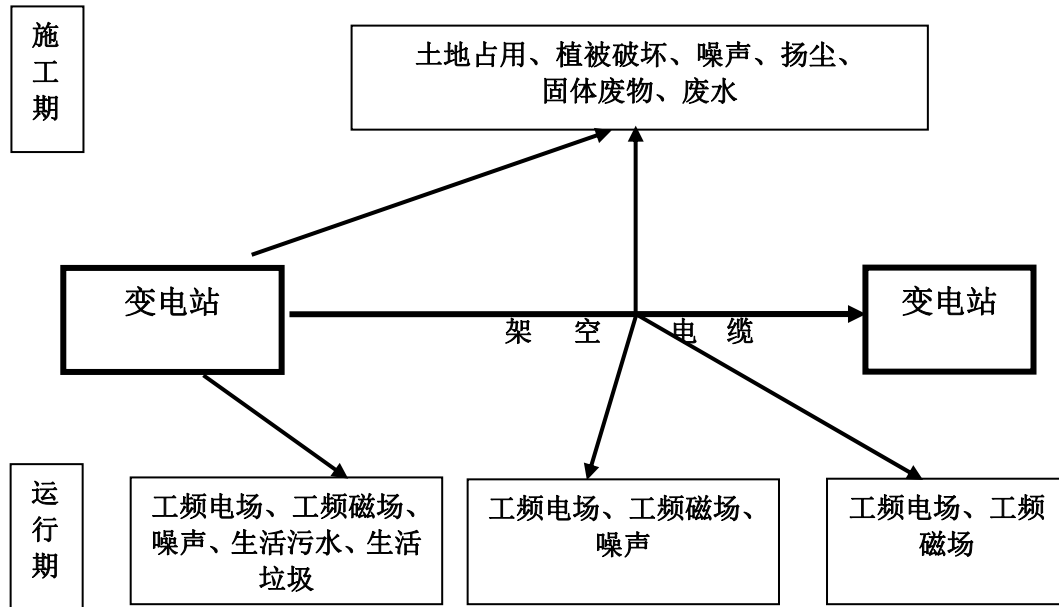 施
工
期
土地占用、植被破坏、噪声、扬尘、
固体废物、废水
变电站
架 空 电 缆
变电站
运
行
期
工频电场、工频磁场、
噪声、生活污水、生活
垃圾
工频电场、工频磁场、
噪声
工频电场、工频
磁场